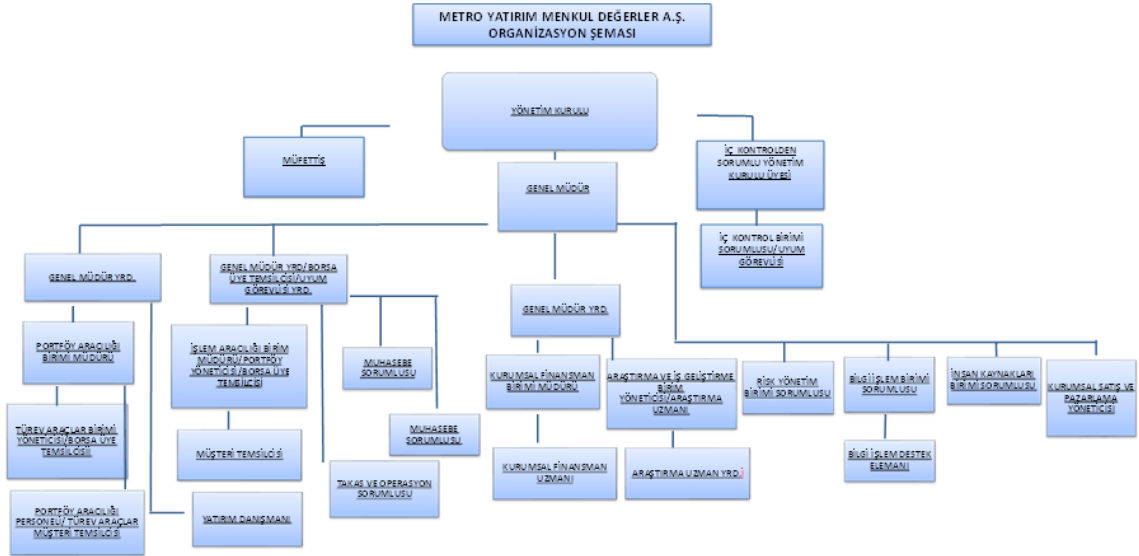 METRO YATIRIM MENKUL DEĞERLER A.Ş.
ORGANİZASYON ŞEMASI
YÖNETİM KURULU
MÜFETTİŞ
İÇ KONTROLDEN
SORUMLU YÖNETİM
KURULU ÜYESİ
GENEL MÜDÜR
İÇ KONTROL BİRİMİ
SORUMLUSU/UYUM
GÖREVLİSİ
GENEL MÜDÜR YRD.
GENEL MÜDÜR YRD/BORSA
ÜYE TEMSİLCİSİ/UYUM
GÖREVLİSİ YRD.
GENEL MÜDÜR YRD.
PORTFÖY ARACILIĞI
BİRİMİ MÜDÜRÜ
İŞLEM ARACILIĞI BİRİM
MÜDÜRÜ/PORTFÖY
YÖNETİCİSİ/BORSA ÜYE
TEMSİLCİSİ
MUHASEBE
SORUMLUSU
KURUMSAL FİNANSMAN
BİRİMİ MÜDÜRÜ
ARAŞTIRMA VE İŞ GELİŞTİRME
BİRİM
YÖNETİCİSİ/ARAŞTIRMA
UZMANI
RİSK YÖNETİM
BİRİMİ SORUMLUSU
BİLGİ İŞLEM BİRİMİ
SORUMLUSU
İNSAN KAYNAKLARI
BİRİMİ SORUMLUSU
KURUMSAL SATIŞ VE
PAZARLAMA
YÖNETİCİSİ
TÜREV ARAÇLAR BİRİMİ
YÖNETİCİSİ/BORSA ÜYE
TEMSİLCİSİİ
MÜŞTERİ TEMSİLCİSİ
MUHASEBE
SORUMLUSU
TAKAS VE OPERASYON
SORUMLUSU
KURUMSAL FİNANSMAN
UZMANI
ARAŞTIRMA UZMAN YRD.İ
BİLGİ İŞLEM DESTEK
ELEMANI
PORTFÖY ARACILIĞI
PERSONELİ/ TÜREV ARAÇLAR
MÜŞTERİ TEMSİLCİSİ
YATIRIM DANIŞMANI